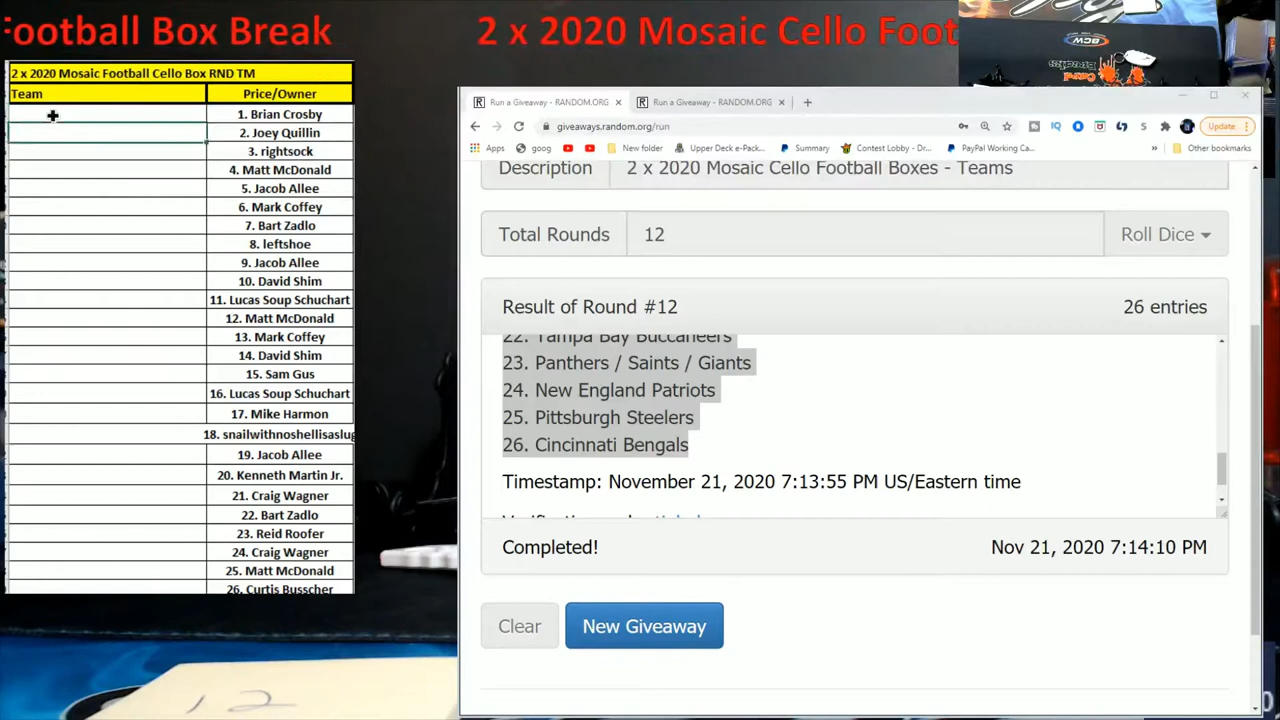 ootball Box Break
2 x 2020 Mosaic Cello Foot
BCW
2 x 2020 Mosaic Football Cello Box RND TM
Team Price/Owner
1. Brian Crosby
2. Joey Quillin
3. rightsock
4. Matt McDonald
5. Jacob Allee
6. Mark Coffey
7. Bart Zadlo
8. leftshoe
9. Jacob Allee
10. David Shim
11. Lucas Soup Schuchart
12. Matt McDonald
13. Mark Coffey
14. David Shim
15. Sam Gus
16. Lucas Soup Schuchart
17. Mike Harmon
18. snailwithnoshellisaslug
19. Jacob Allee
20. Kenneth Martin Jr.
21. Craig Wagner
22. Bart Zadlo
23. Reid Roofer
24. Craig Wagner
25. Matt McDonald
26. Curtis Busscher
Run a Giveaway - RANDOM.ORG Run a Giveaway - RANDOM.ORG
giveaways.random.org/run Update
Apps goog New folder Upper Deck e-Pack... Summary Contest Lobby - Dr... PayPal Working Ca... Other bookmarks
Description 2 x 2020 Mosaic Cello Football Boxes - Teams
Total Rounds 12 Roll Dice
Result of Round #12 26 entries
22. Tampa Bay Buccaneers
23. Panthers / Saints / Giants
24. New England Patriots
25. Pittsburgh Steelers
26. Cincinnati Bengals
Timestamp: November 21, 2020 7:13:55 PM US/Eastern time
Completed! Nov 21, 2020 7:14:10 PM
Clear New Giveaway
12